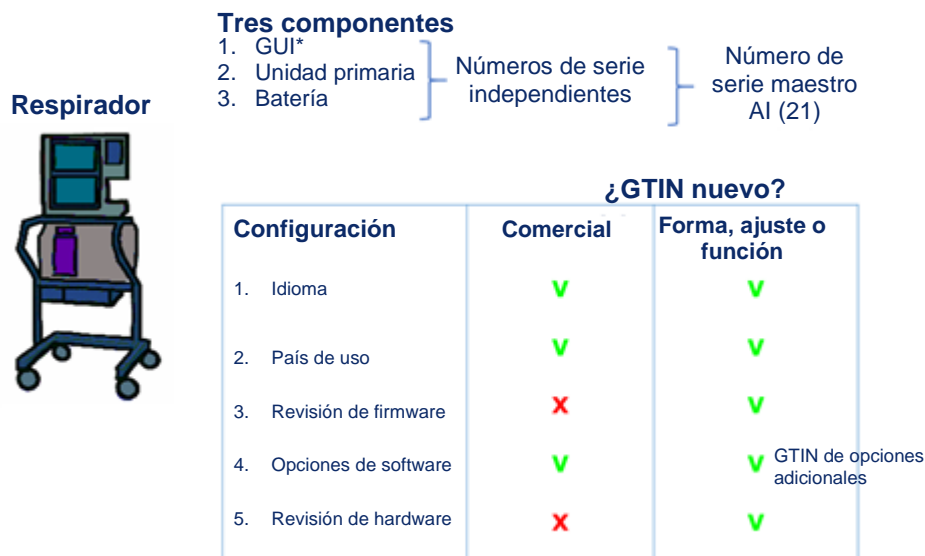 Tres componentes
1. GUI*
2. Unidad primaria
3. Batería
Números de serie
independientes
Número de
serie maestro
AI (21)
Respirador
¿GTIN nuevo?
Configuración
Comercial
Forma, ajuste o
función
1. Idioma v v
2. País de uso v v
3. Revisión de firmware x v
4. Opciones de software v v GTIN de opciones
adicionales
5. Revisión de hardware x v